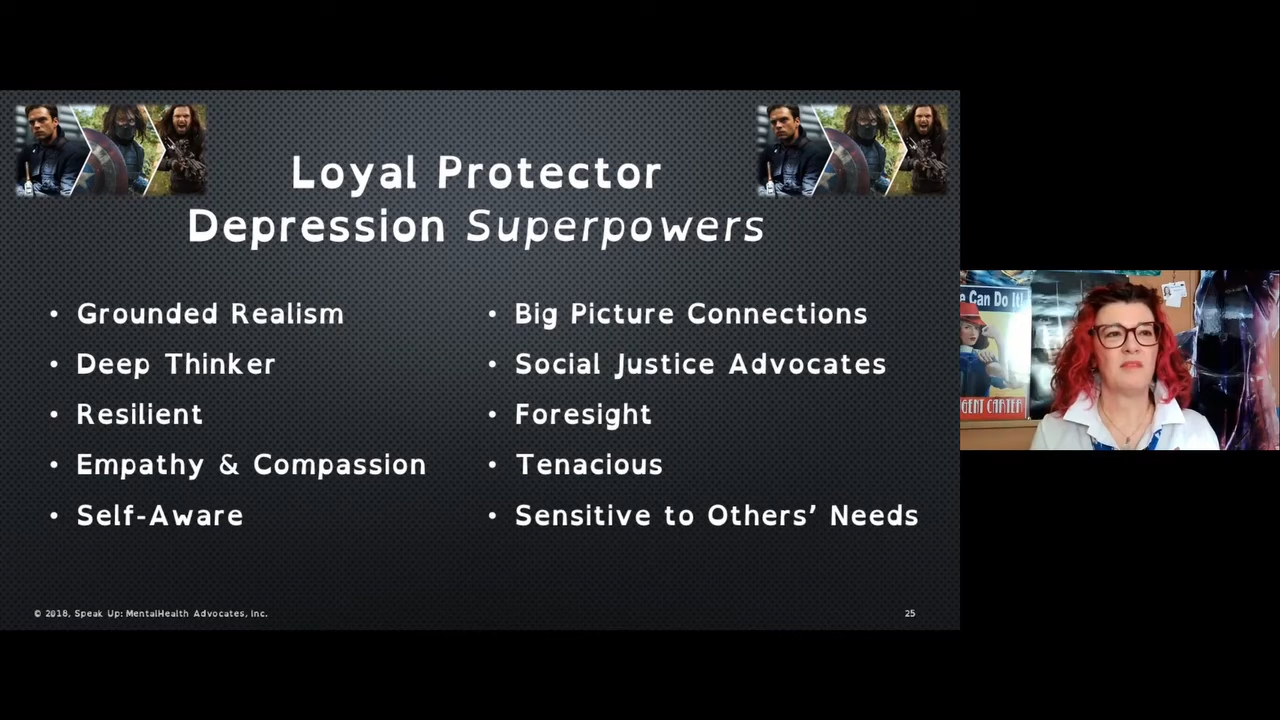 Loyal Protector
Depression Superpowers
• Grounded Realism
• Deep Thinker
• Resilient
• Empathy & Compassion
• Self-Aware
• Big Picture Connections
• Social Justice Advocates
• Foresight
• Tenacious
• Sensitive to Others’ Needs
© 2018, Speak Up: MentalHealth Advocates, Inc.
25
e Can Do It!
GENT CARTER